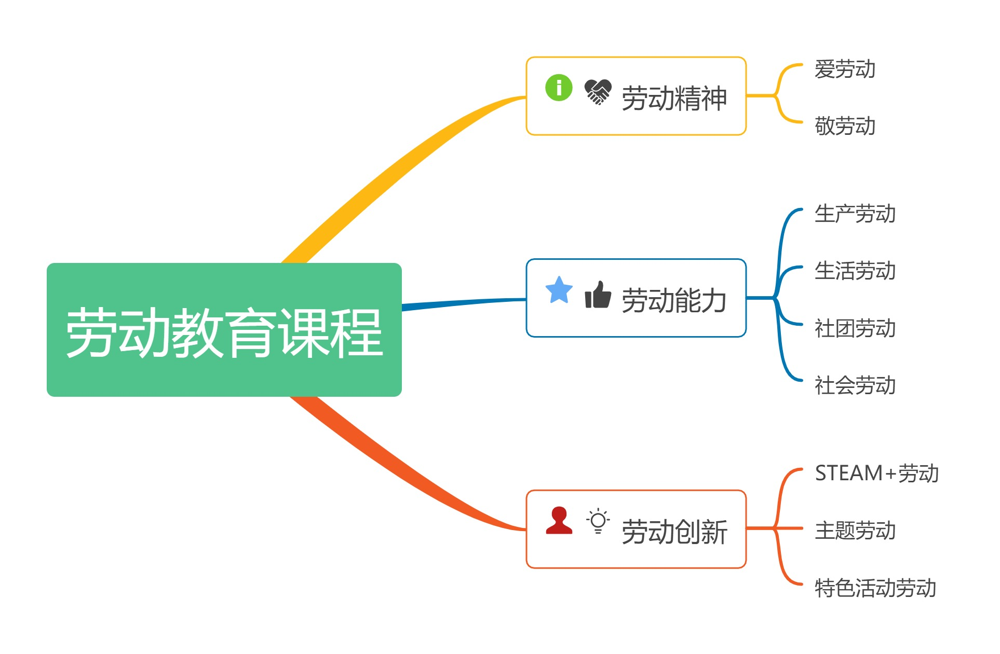 劳动教育课程
劳动精神
爱劳动
敬劳动
劳动能力
生产劳动
生活劳动
社团劳动
社会劳动
劳动创新
STEAM+劳动
主题劳动
特色活动劳动